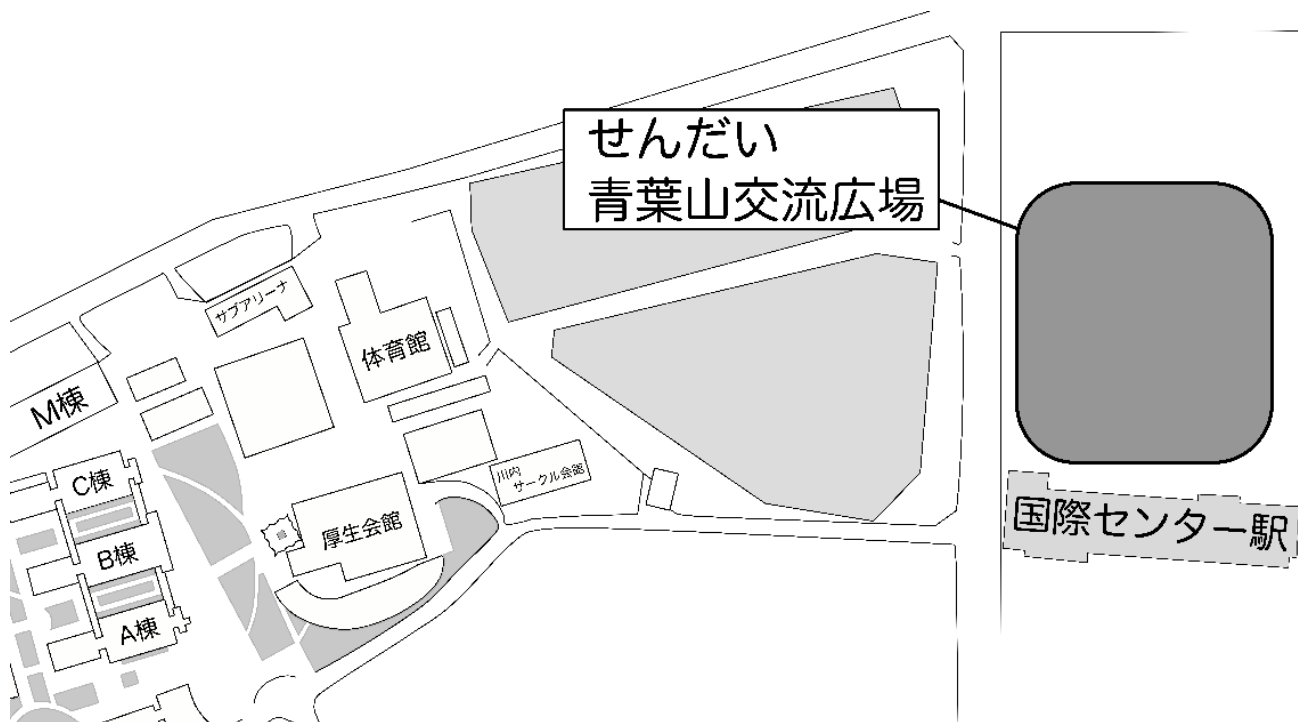 せんだい
青葉山交流広場
サブアリーナ
体育館
M棟
川内
サークル会館
C棟
国際センター駅
厚生会館
B棟
A棟